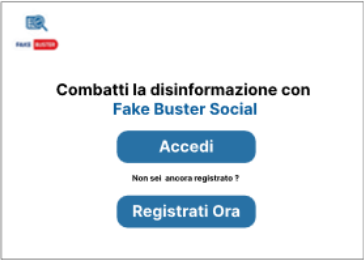 FAKE BUSTER
Combatti la disinformazione con
Fake Buster Social
Accedi
Non sei ancora registrato ?
Registrati Ora